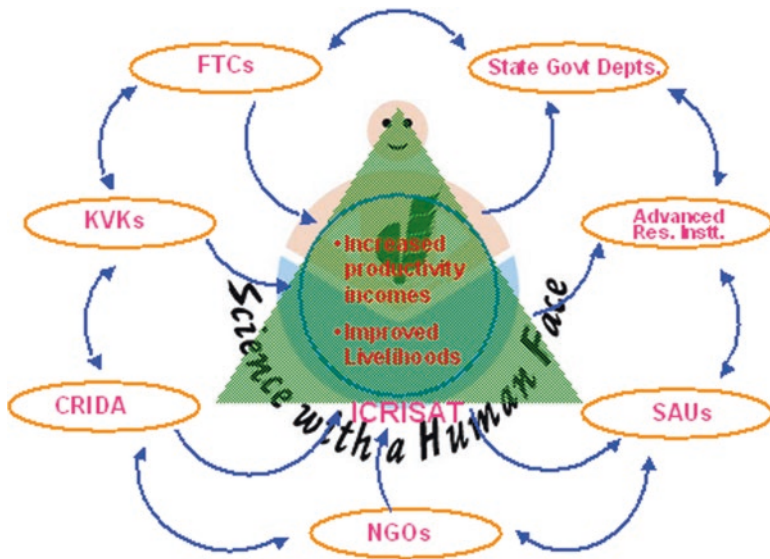 FTCs
State Govt Depts.
KVKs
Advanced
Res. Instt.
•Increased
productivity
incomes
•Improved
Livelihoods
Science with a Human Face
CRIDA
ICRISAT
SAUs
NGOs